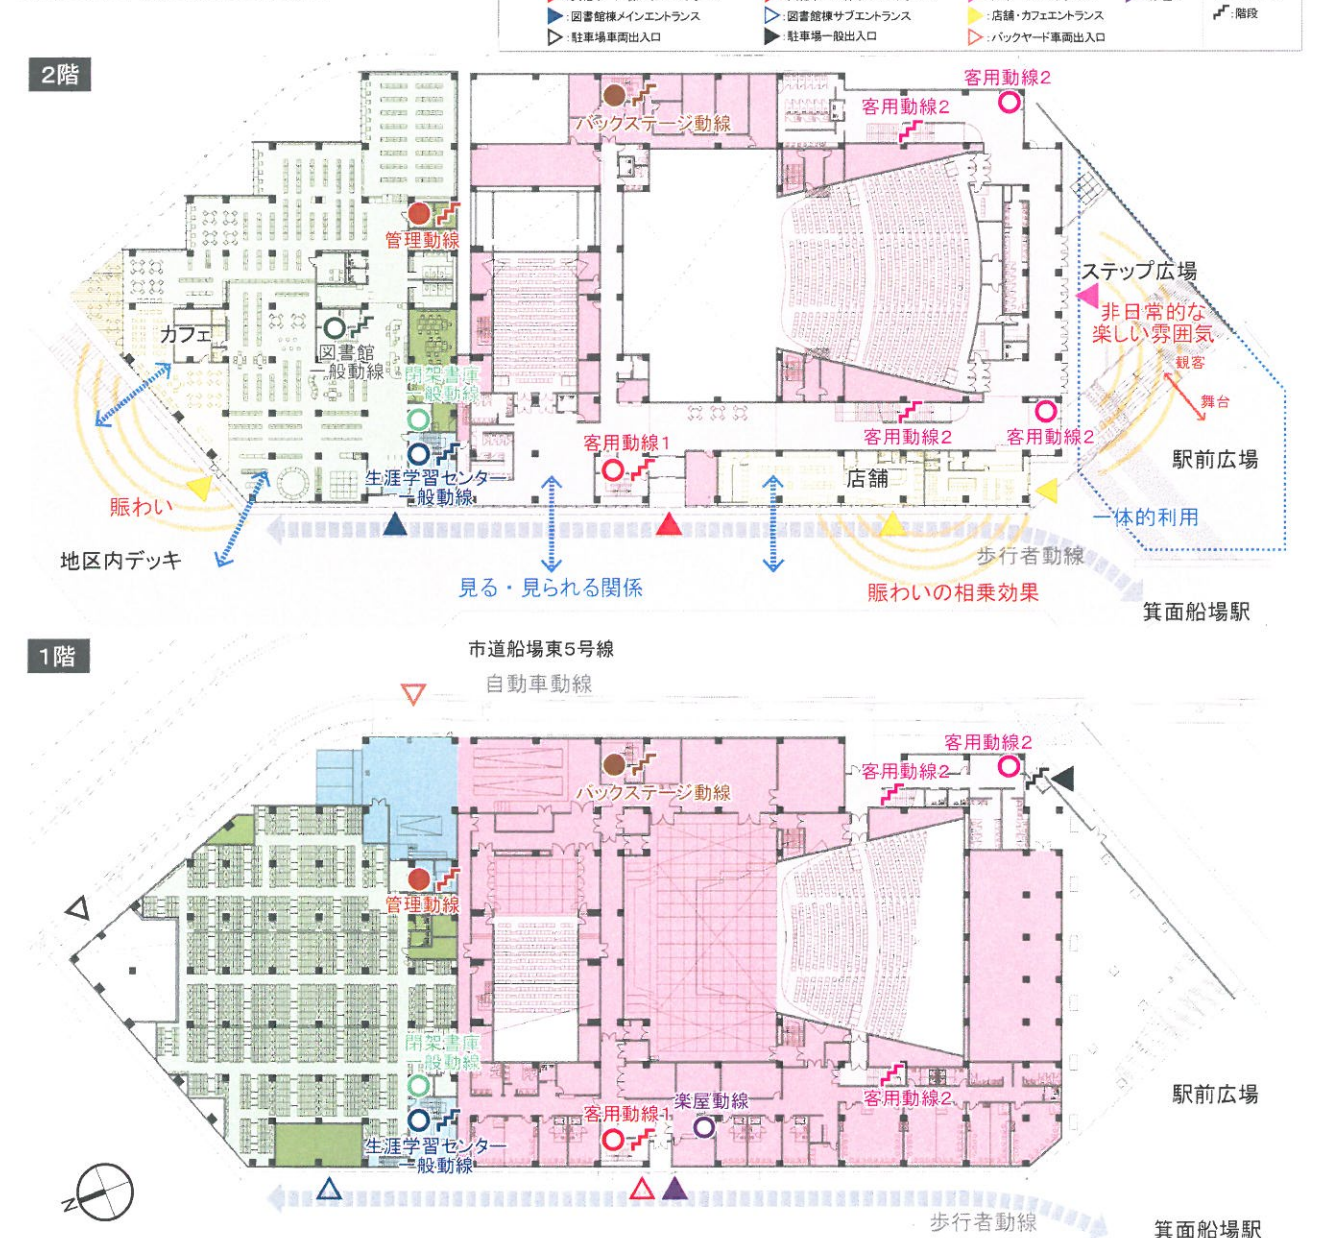 :図書館棟メインエントランス
:図書館棟サブエントランス
:店舗・カフェエントランス
:階段
:駐車場車両出入口
:駐車場一般出入口
:バックヤード車両出入口
2階
客用動線2
客用動線2
バックステージ動線
管理動線
ステップ広場
非日常的な
楽しい雰囲気
観客
舞台
カフェ
図書館
一般動線
閉架書庫
一般動線
客用動線1
客用動線2
客用動線2
駅前広場
生涯学習センター
一般動線
店舗
賑わい
一体的利用
地区内デッキ
歩行者動線
見る・見られる関係
賑わいの相乗効果
箕面船場駅
1階
市道船場東5号線
自動車動線
客用動線2
客用動線2
バックステージ動線
管理動線
閉架書庫
一般動線
客用動線2
駅前広場
楽屋動線
客用動線1
生涯学習センター
一般動線
N
歩行者動線
箕面船場駅